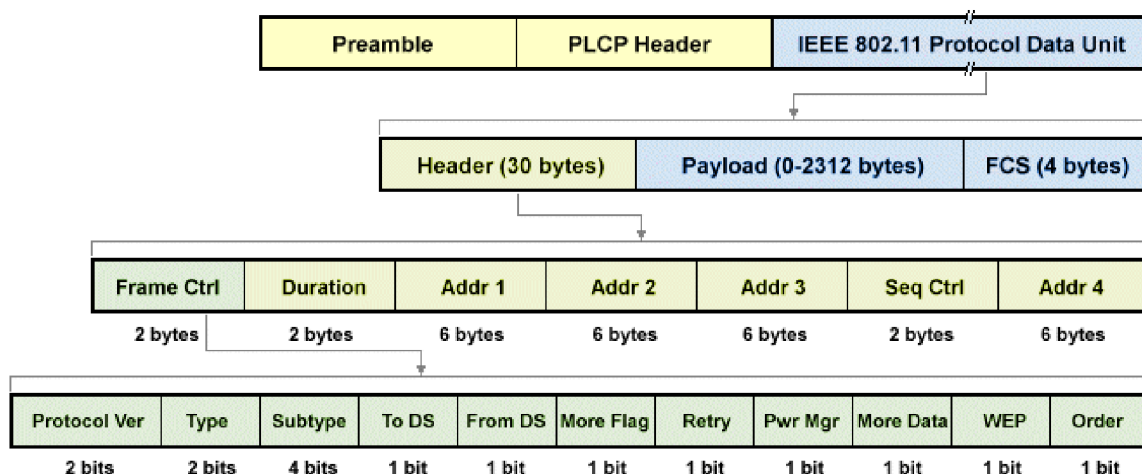 Preamble PLCP Header IEEE 802.11 Protocol Data Unit
Header (30 bytes) Payload (0-2312 bytes) FCS (4 bytes)
Frame Ctrl Duration Addr 1 Addr 2 Addr 3 Seq Ctrl Addr 4
2 bytes 2 bytes 6 bytes 6 bytes 6 bytes 2 bytes 6 bytes
Protocol Ver Type Subtype To DS From DS More Flag Retry Pwr Mgr More Data WEP Order
2 bits 2 bits 4 bits 1 bit 1 bit 1 bit 1 bit 1 bit 1 bit 1 bit 1 bit